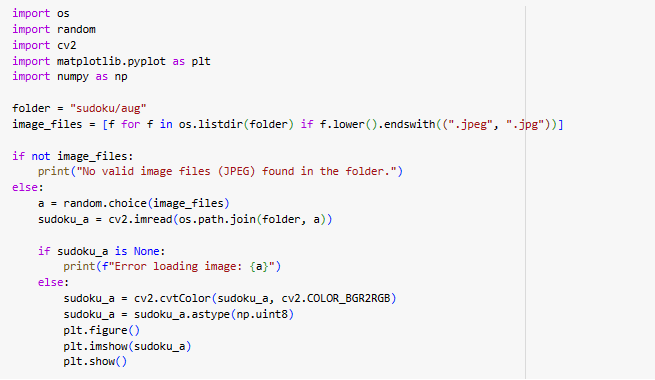 import os
import random
import cv2
import matplotlib.pyplot as plt
import numpy as np

folder = "sudoku/aug"
image_files = [f for f in os.listdir(folder) if f.lower().endswith((".jpeg", ".jpg"))]

if not image_files:
    print("No valid image files (JPEG) found in the folder.")
else:
    a = random.choice(image_files)
    sudoku_a = cv2.imread(os.path.join(folder, a))

    if sudoku_a is None:
        print(f"Error loading image: {a}")
    else:
        sudoku_a = cv2.cvtColor(sudoku_a, cv2.COLOR_BGR2RGB)
        sudoku_a = sudoku_a.astype(np.uint8)
        plt.figure()
        plt.imshow(sudoku_a)
        plt.show()